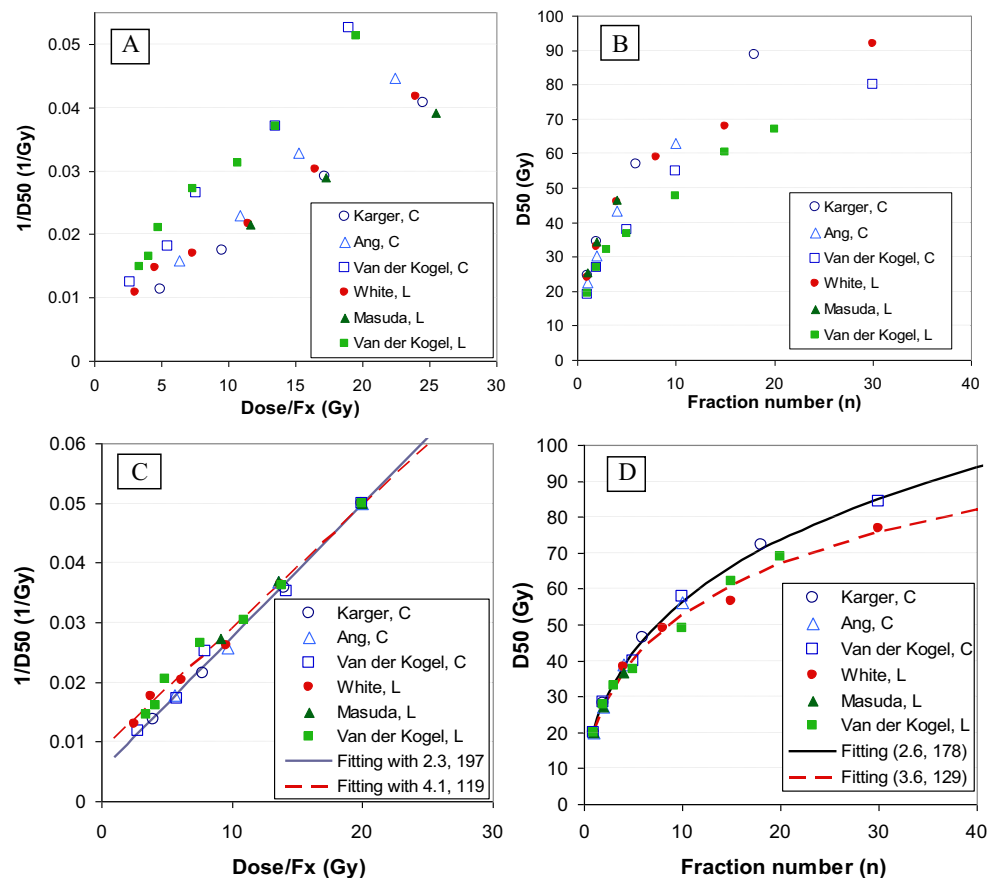 A
1/D50 (1/Gy)
0.05
0.04
0.03
0.02
0.01
0
0 5 10 15 20 25 30
Dose/Fx (Gy)
Karger, C
Ang, C
Van der Kogel, C
White, L
Masuda, L
Van der Kogel, L
B
D50 (Gy)
100
90
80
70
60
50
40
30
20
10
0
0 10 20 30 40
Fraction number (n)
Karger, C
Ang, C
Van der Kogel, C
White, L
Masuda, L
Van der Kogel, L
C
1/D50 (1/Gy)
0.06
0.05
0.04
0.03
0.02
0.01
0.00
0 10 20 30
Dose/Fx (Gy)
Karger, C
Ang, C
Van der Kogel, C
White, L
Masuda, L
Van der Kogel, L
Fitting with 2.3, 197
Fitting with 4.1, 119
D
D50 (Gy)
100
90
80
70
60
50
40
30
20
10
0
0 10 20 30 40
Fraction number (n)
Karger, C
Ang, C
Van der Kogel, C
White, L
Masuda, L
Van der Kogel, L
Fitting (2.6, 178)
Fitting (3.6, 129)